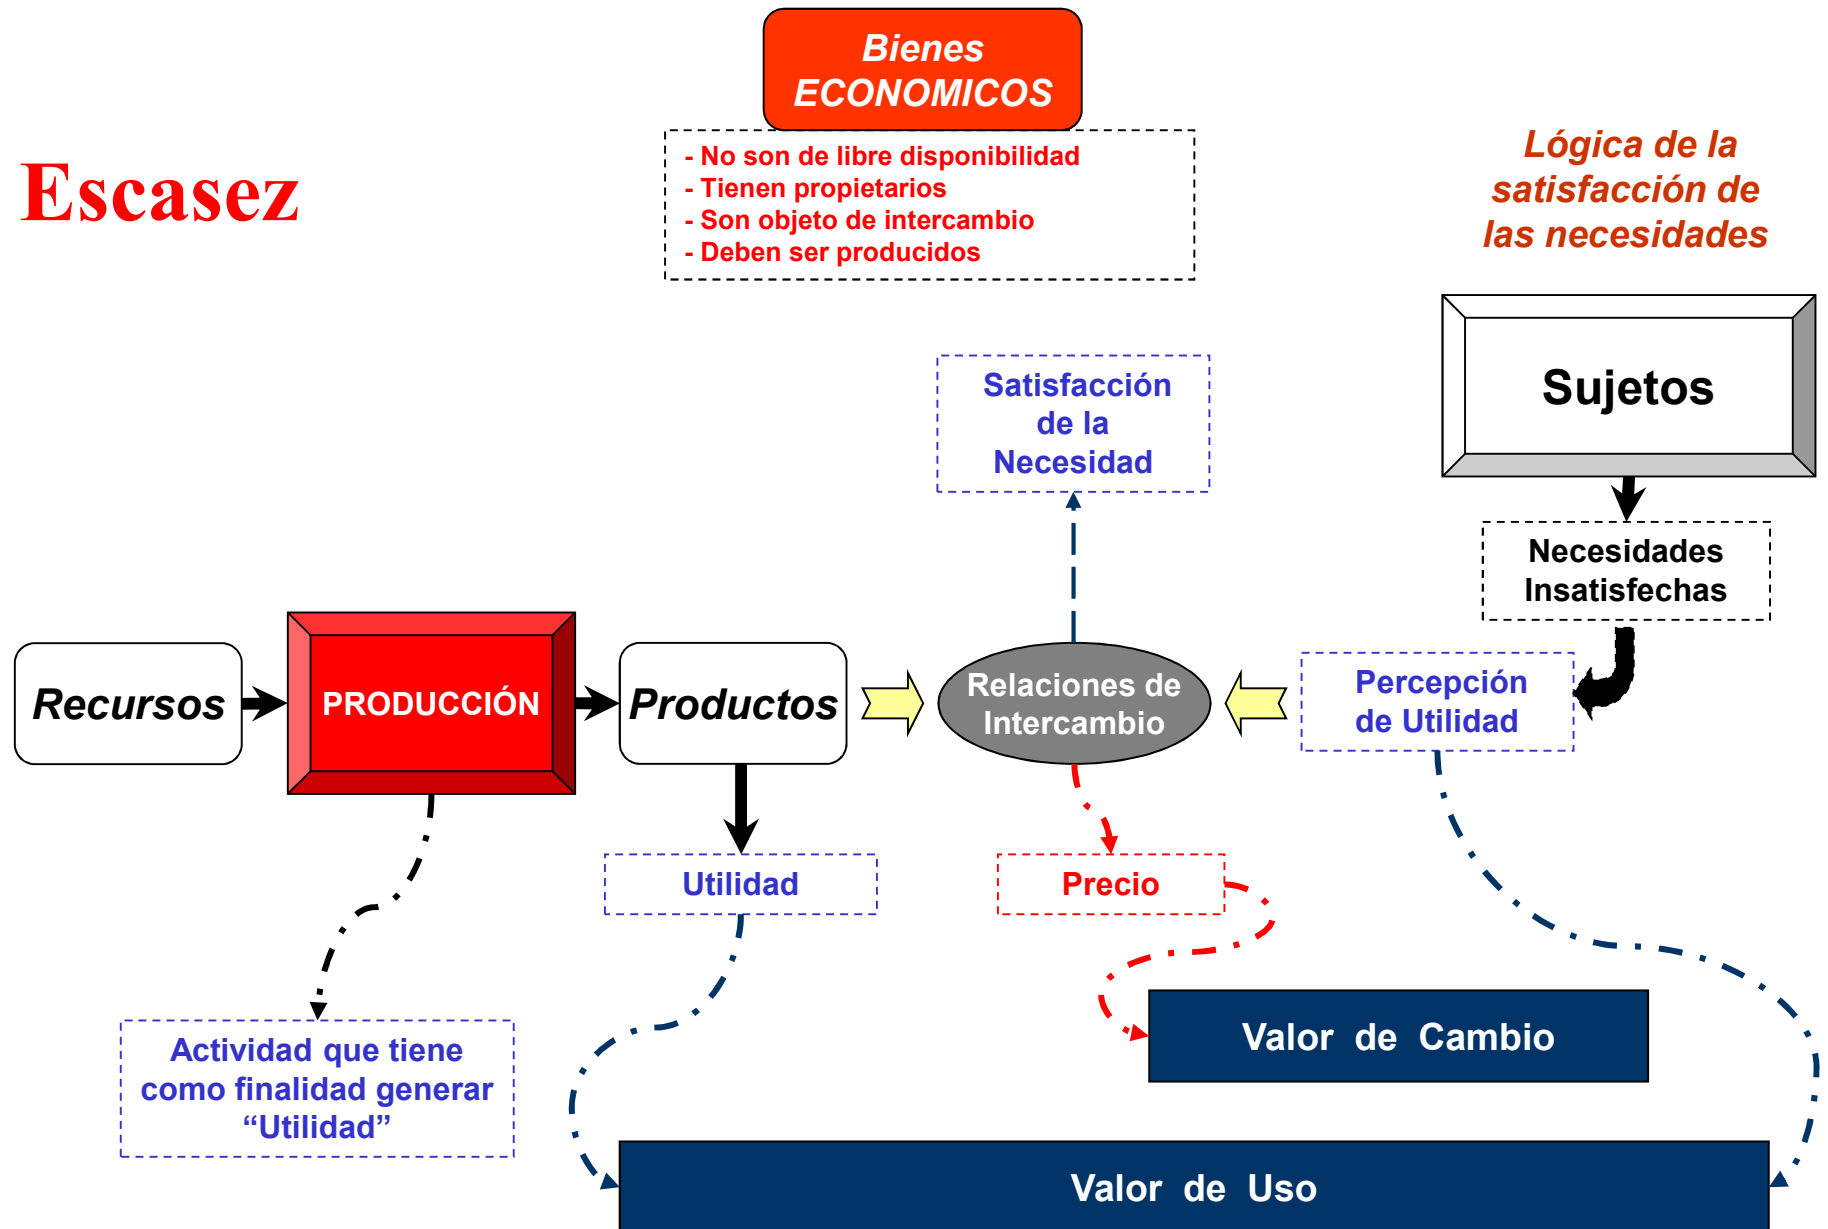 Bienes
ECONOMICOS
- No son de libre disponibilidad
- Tienen propietarios
- Son objeto de intercambio
- Deben ser producidos
Escasez
Lógica de la
satisfacción de
las necesidades
Sujetos
Satisfacción
de la
Necesidad
Necesidades
Insatisfechas
Recursos
PRODUCCIÓN
Productos
Relaciones de
Intercambio
Percepción
de Utilidad
Utilidad
Precio
Actividad que tiene
como finalidad generar
“Utilidad”
Valor de Cambio
Valor de Uso